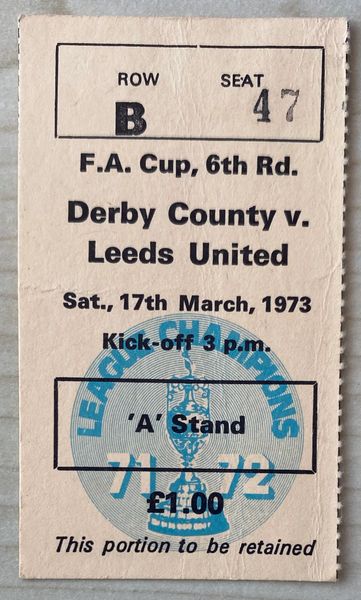 ROW SEAT
B 47
F.A. Cup, 6th Rd.
Derby County v.
Leeds United
Sat., 17th March, 1973
Kick-off 3 p.m.
LEAGUE CHAMPIONS
'A' Stand
71 72
£1.00
This portion to be retained